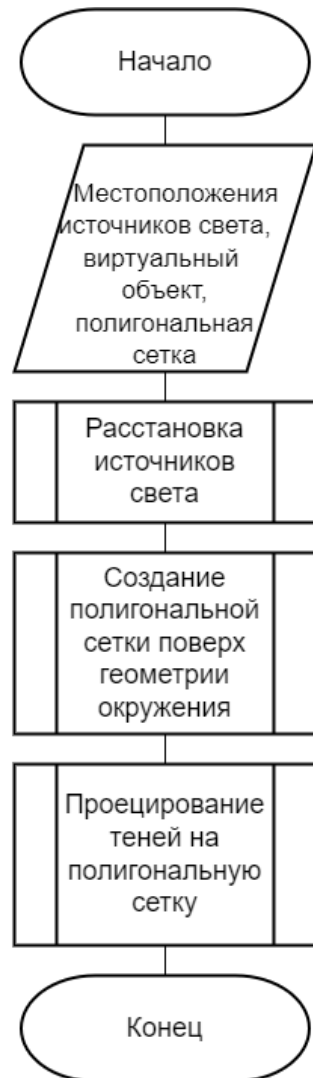 Начало
Местоположения
источников света,
виртуальный
объект,
полигональная
сетка
Расстановка
источников
света
Создание
полигональной
сетки поверх
геометрии
окружения
Проецирование
теней на
полигональную
сетку
Конец